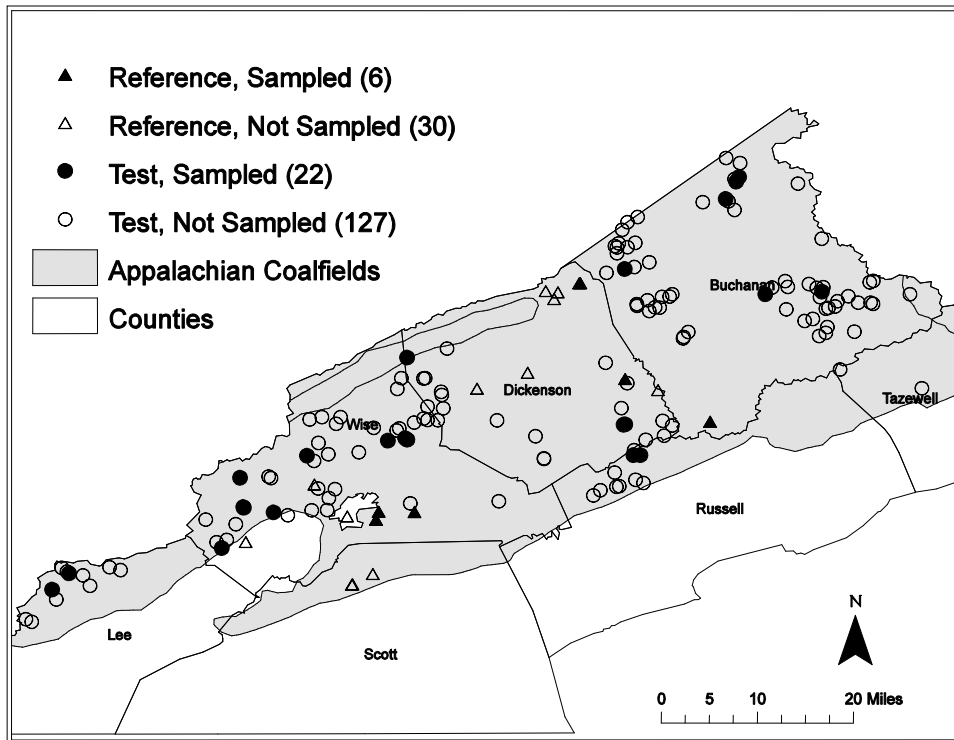 Reference, Sampled (6)
Reference, Not Sampled (30)
Test, Sampled (22)
Test, Not Sampled (127)
Appalachian Coalfields
Counties
Buchanan
Dickenson
Tazewell
Wise
Russell
Lee
Scott
N
0 5 10 20 Miles